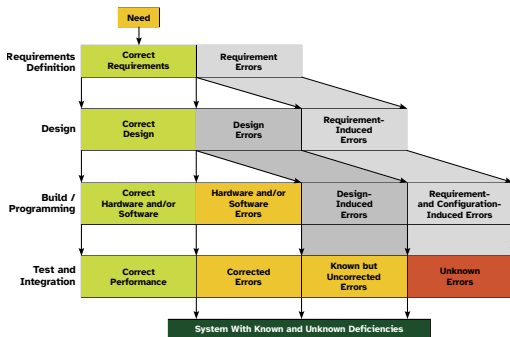 Need
Requirements
Definition
Correct
Requirements
Requirement
Errors
Design
Correct
Design
Design
Errors
Requirement-
Induced
Errors
Build /
Programming
Correct
Hardware and/or
Software
Hardware and/or
Software
Errors
Design-
Induced
Errors
Requirement-
and Configuration-
Induced Errors
Test and
Integration
Correct
Performance
Corrected
Errors
Known but
Uncorrected
Errors
Unknown
Errors
System With Known and Unknown Deficiencies